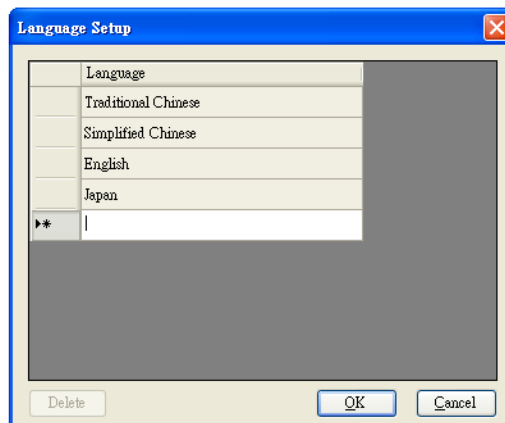 Language Setup
Language
Traditional Chinese
Simplified Chinese
English
Japan
Delete
OK
Cancel